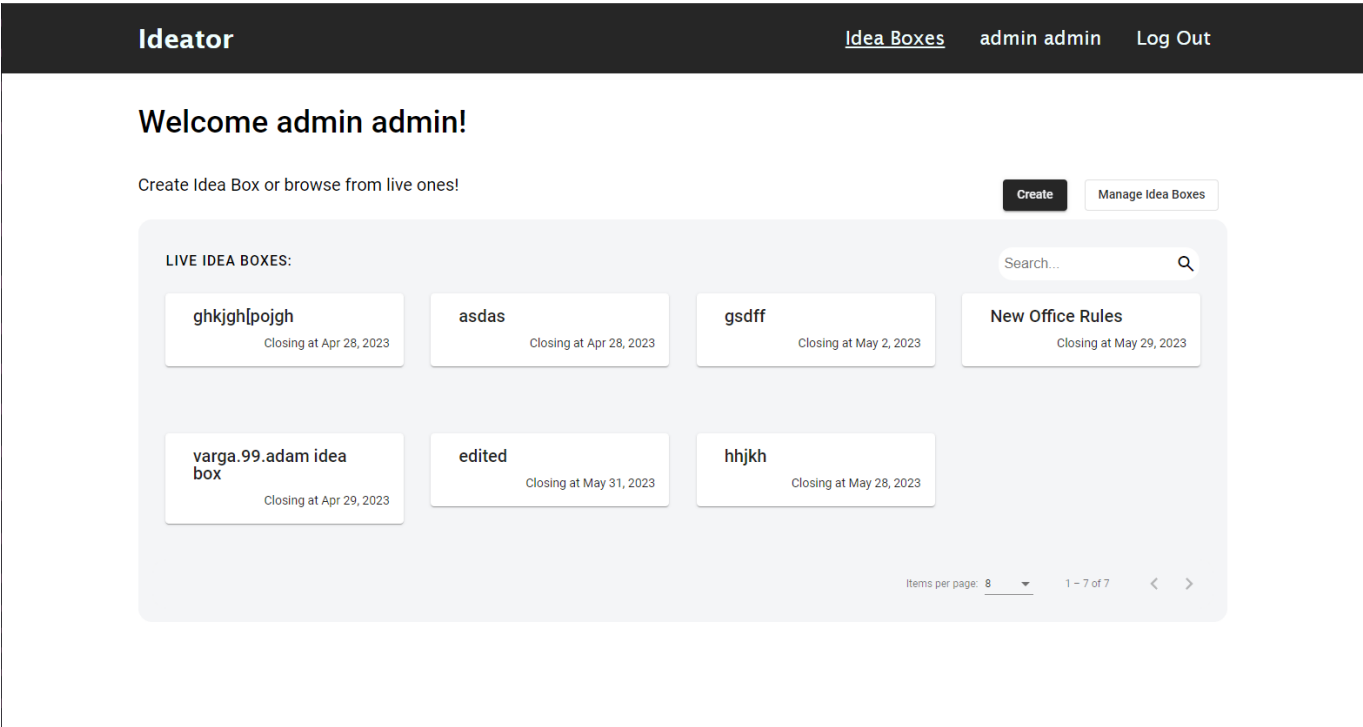 Ideator
Idea Boxes
admin admin
Log Out
Welcome admin admin!
Create Idea Box or browse from live ones!
Create
Manage Idea Boxes
LIVE IDEA BOXES:
Search...
ghkjgh[pojgh
Closing at Apr 28, 2023
asdas
Closing at Apr 28, 2023
gsdff
Closing at May 2, 2023
New Office Rules
Closing at May 29, 2023
varga.99.adam idea
box
Closing at Apr 29, 2023
edited
Closing at May 31, 2023
hhjkh
Closing at May 28, 2023
Items per page: 8
1 – 7 of 7